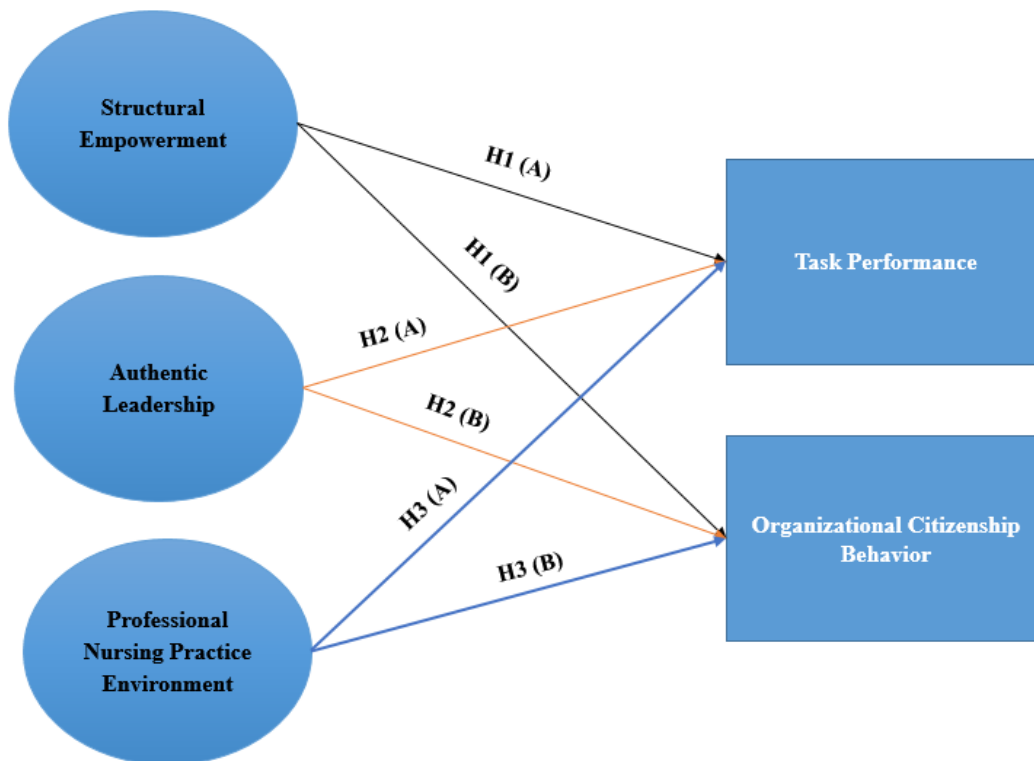 Structural
Empowerment
H1 (A)
H1 (B)
Task Performance
Authentic
Leadership
H2 (A)
H2 (B)
H3 (A)
H3 (B)
Organizational Citizenship
Behavior
Professional
Nursing Practice
Environment